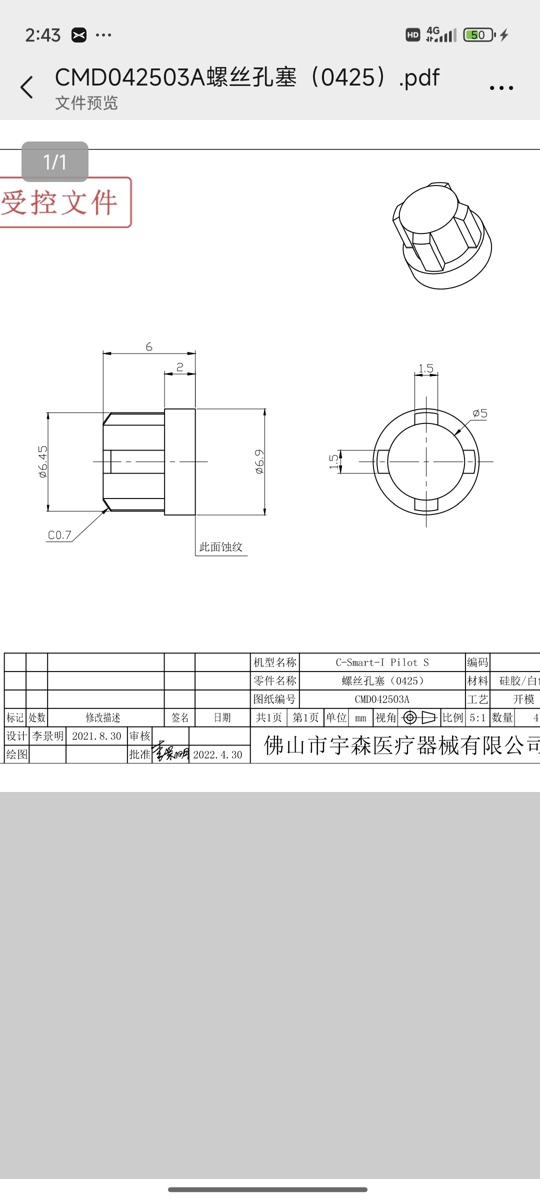 2:43
HD 4G 50
CMD042503A螺丝孔塞（0425）.pdf
文件预览
1/1
受控文件
6
2
1.5
ø5
ø6.45
ø6.9
1.5
C0.7
此面蚀纹
机型名称 C-Smart-I Pilot S 编码
零件名称 螺丝孔塞（0425） 材料 硅胶/白
图纸编号 CMD042503A 工艺 开模
标记 处数 修改描述 签名 日期 共1页 第1页 单位 mm 视角 比例 5:1 数量 4
设计 李景明 2021.8.30 审核
绘图 批准 李景明 2022.4.30
佛山市宇森医疗器械有限公司